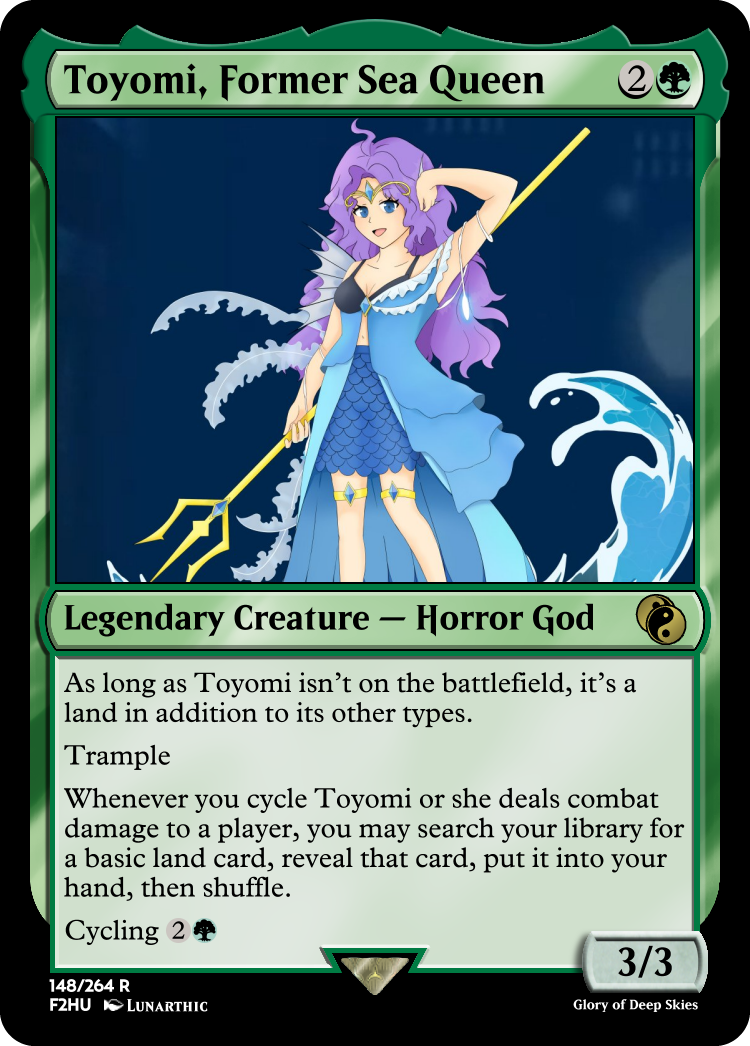 Toyomi, Former Sea Queen 2
Legendary Creature — Horror God
As long as Toyomi isn't on the battlefield, it's a
land in addition to its other types.
Trample
Whenever you cycle Toyomi or she deals combat
damage to a player, you may search your library for
a basic land card, reveal that card, put it into your
hand, then shuffle.
Cycling 2
3/3
148/264 R
F2HU Lunarthic
Glory of Deep Skies